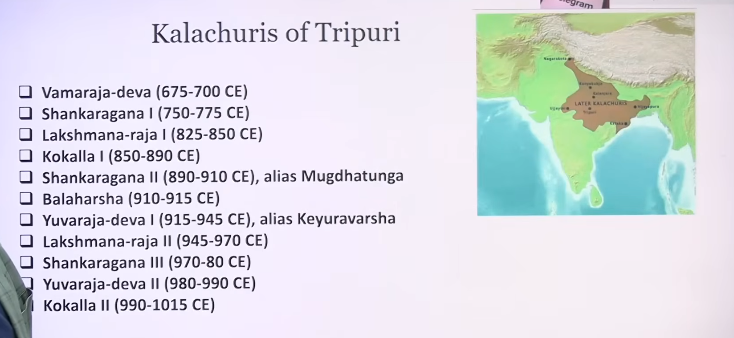 Kalachuris of Tripuri
Vamaraja-deva (675-700 CE)
Shankaragana I (750-775 CE)
Lakshmana-raja I (825-850 CE)
Kokalla I (850-890 CE)
Shankaragana II (890-910 CE), alias Mugdhatunga
Balaharsha (910-915 CE)
Yuvaraja-deva I (915-945 CE), alias Keyuravarsha
Lakshmana-raja II (945-970 CE)
Shankaragana III (970-80 CE)
Yuvaraja-deva II (980-990 CE)
Kokalla II (990-1015 CE)
LATER KALACHURIS